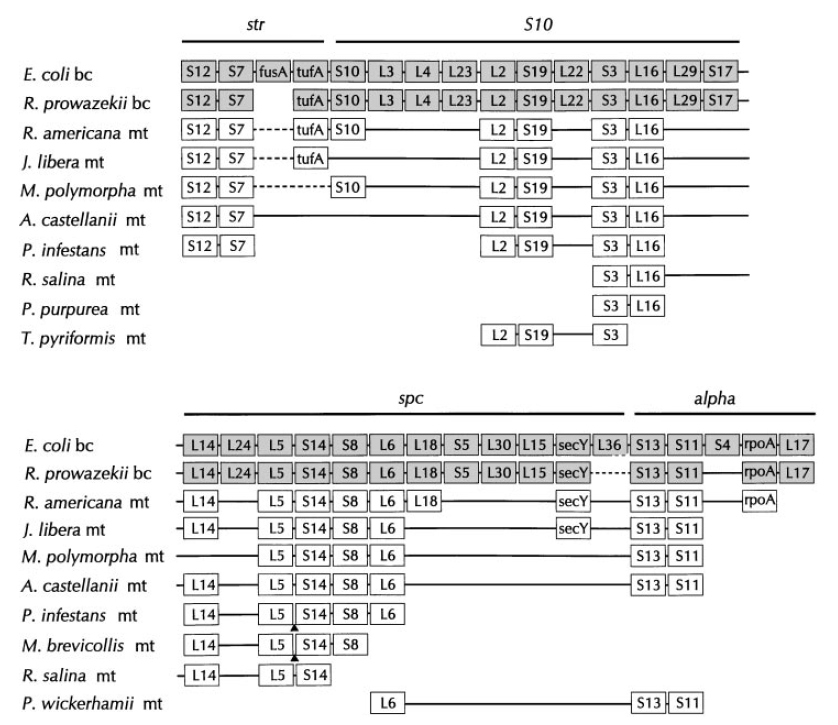 str S10
E. coli bc S12 S7 fusA tufA S10 L3 L4 L23 L2 S19 L22 S3 L16 L29 S17
R. prowazekii bc S12 S7 tufA S10 L3 L4 L23 L2 S19 L22 S3 L16 L29 S17
R. americana mt S12 S7 tufA S10 L2 S19 S3 L16
J. libera mt S12 S7 tufA L2 S19 S3 L16
M. polymorpha mt S12 S7 S10 L2 S19 S3 L16
A. castellanii mt S12 S7 L2 S19 S3 L16
P. infestans mt S12 S7 L2 S19 S3 L16
R. salina mt S3 L16
P. purpurea mt S3 L16
T. pyriformis mt L2 S19 S3
spc alpha
E. coli bc L14 L24 L5 S14 S8 L6 L18 S5 L30 L15 secY L36 S13 S11 S4 rpoA L17
R. prowazekii bc L14 L24 L5 S14 S8 L6 L18 S5 L30 L15 secY S13 S11 rpoA L17
R. americana mt L14 L5 S14 S8 L6 L18 secY S13 S11 rpoA
J. libera mt L14 L5 S14 S8 L6 secY S13 S11
M. polymorpha mt L5 S14 S8 L6 S13 S11
A. castellanii mt L14 L5 S14 S8 L6 S13 S11
P. infestans mt L14 L5 S14 S8 L6
M. brevicollis mt L14 L5 S14 S8
R. salina mt L14 L5 S14
P. wickerhamii mt L6 S13 S11